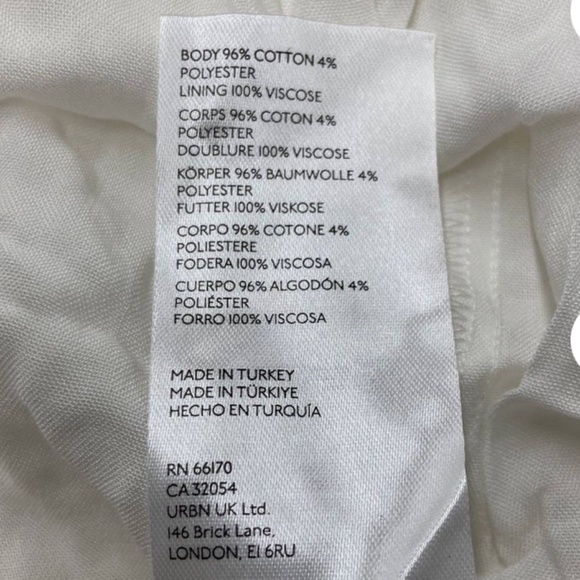 BODY 96% COTTON 4%
POLYESTER
LINING 100% VISCOSE
CORPS 96% COTON 4%
POLYESTER
DOUBLURE 100% VISCOSE
KÖRPER 96% BAUMWOLLE 4%
POLYESTER
FUTTER 100% VISKOSE
CORPO 96% COTONE 4%
POLIESTERE
FODERA 100% VISCOSA
CUERPO 96% ALGODÓN 4%
POLIÉSTER
FORRO 100% VISCOSA
MADE IN TURKEY
MADE IN TÜRKIYE
HECHO EN TURQUÍA
RN 66170
CA 32054
URBN UK Ltd.
146 Brick Lane,
LONDON, E1 6RU